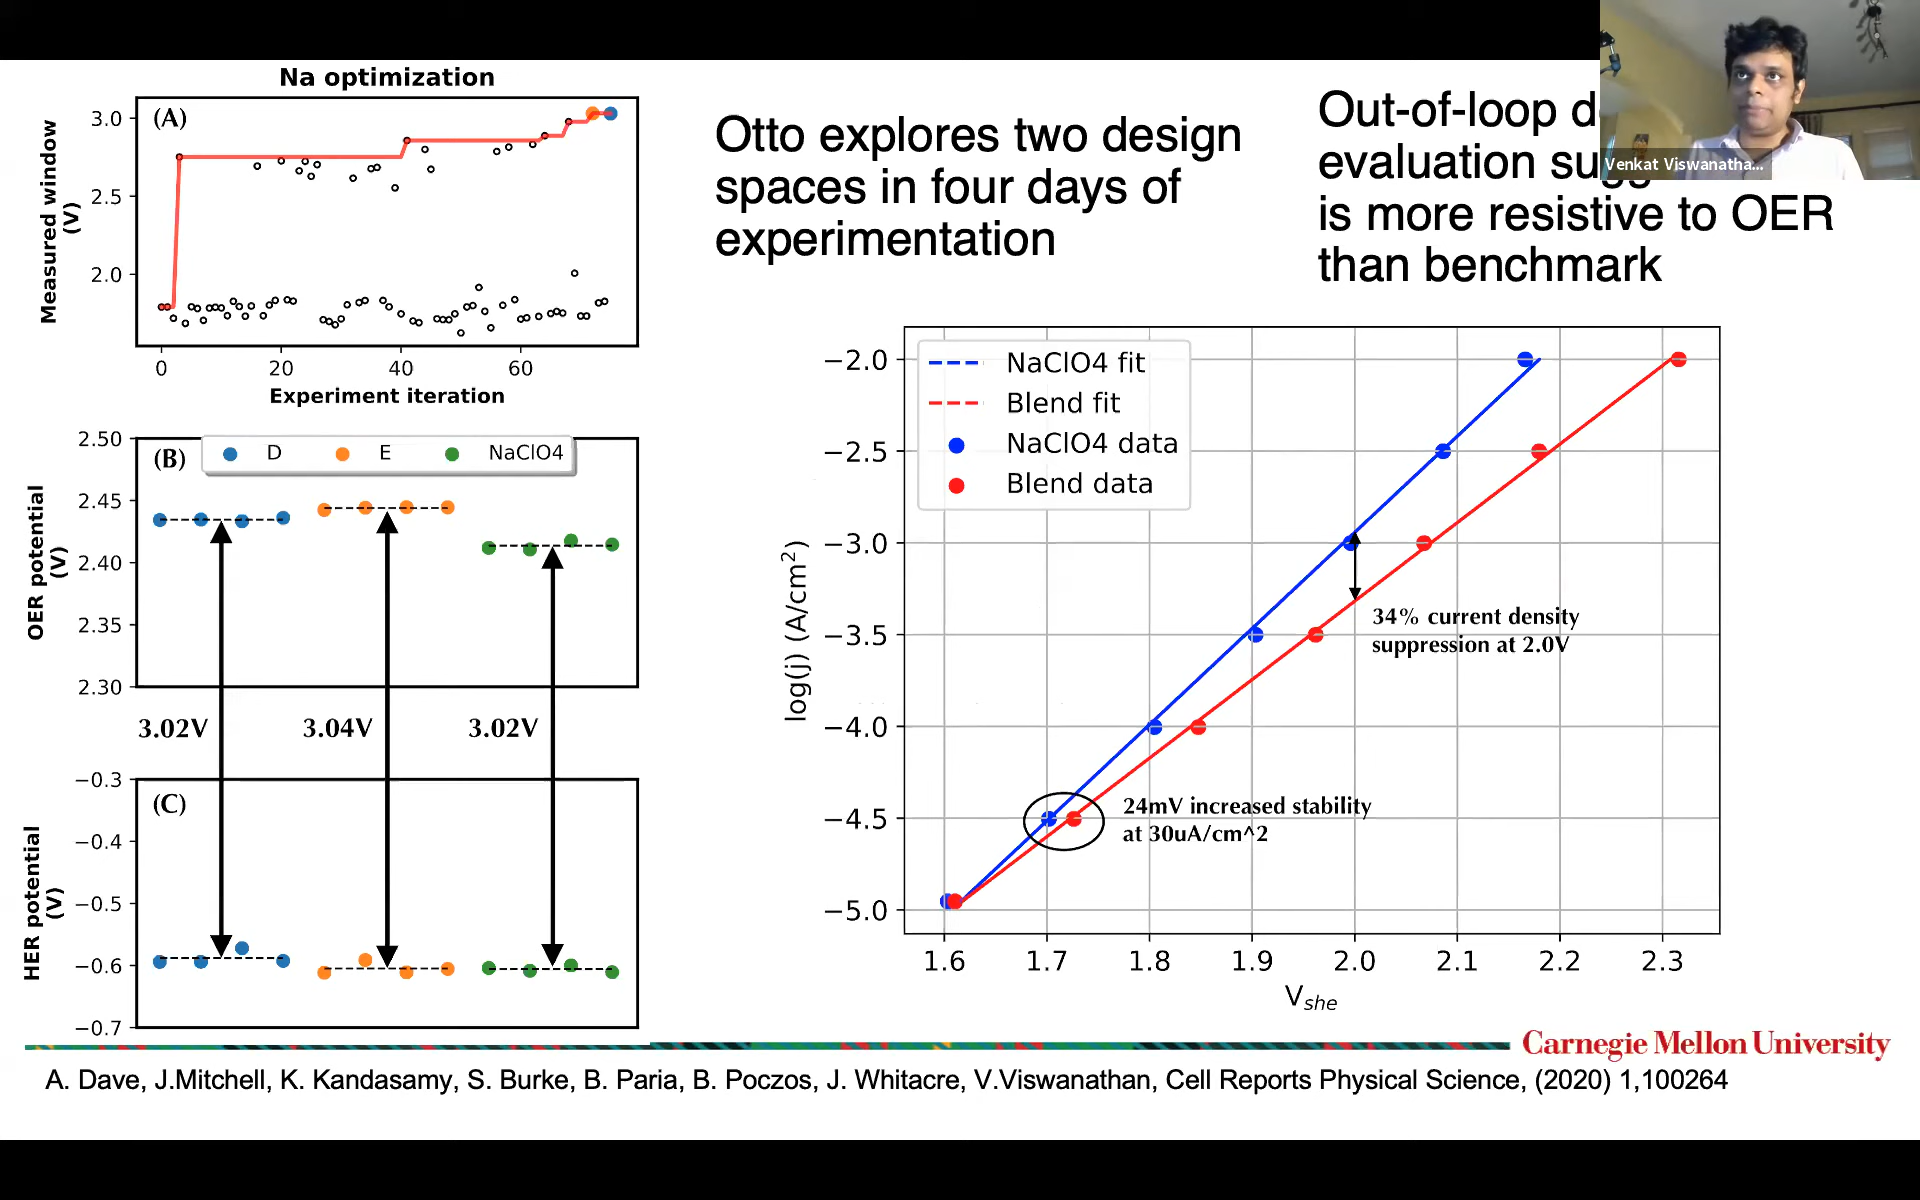 Na optimization
(A)
3.0
2.5
2.0
Measured window
(V)
0 20 40 60
Experiment iteration
Otto explores two design
spaces in four days of
experimentation
Out-of-loop
evaluation
is more resistive to OER
than benchmark
Venkat Viswanatha...
(B)
D E NaClO4
2.50
2.45
2.40
2.35
2.30
OER potential
(V)
3.02V 3.04V 3.02V
(C)
−0.3
−0.4
−0.5
−0.6
−0.7
HER potential
(V)
NaClO4 fit
Blend fit
NaClO4 data
Blend data
−2.0
−2.5
−3.0
−3.5
−4.0
−4.5
−5.0
log(j) (A/cm²)
34% current density
suppression at 2.0V
24mV increased stability
at 30uA/cm^2
1.6 1.7 1.8 1.9 2.0 2.1 2.2 2.3
Vshe
Carnegie Mellon University
A. Dave, J.Mitchell, K. Kandasamy, S. Burke, B. Paria, B. Poczos, J. Whitacre, V.Viswanathan, Cell Reports Physical Science, (2020) 1,100264